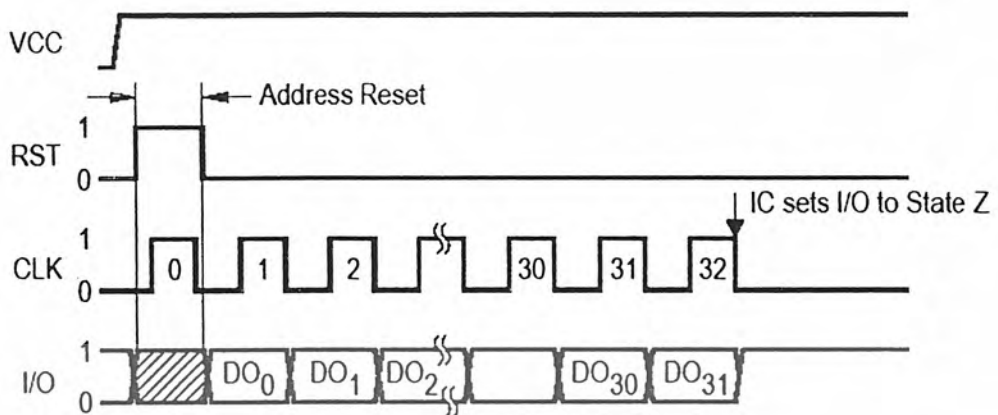 VCC
Address Reset
1
RST
0
IC sets I/O to State Z
1
CLK 0 1 2 30 31 32
0
1
I/O DO0 DO1 DO2 DO30 DO31
0